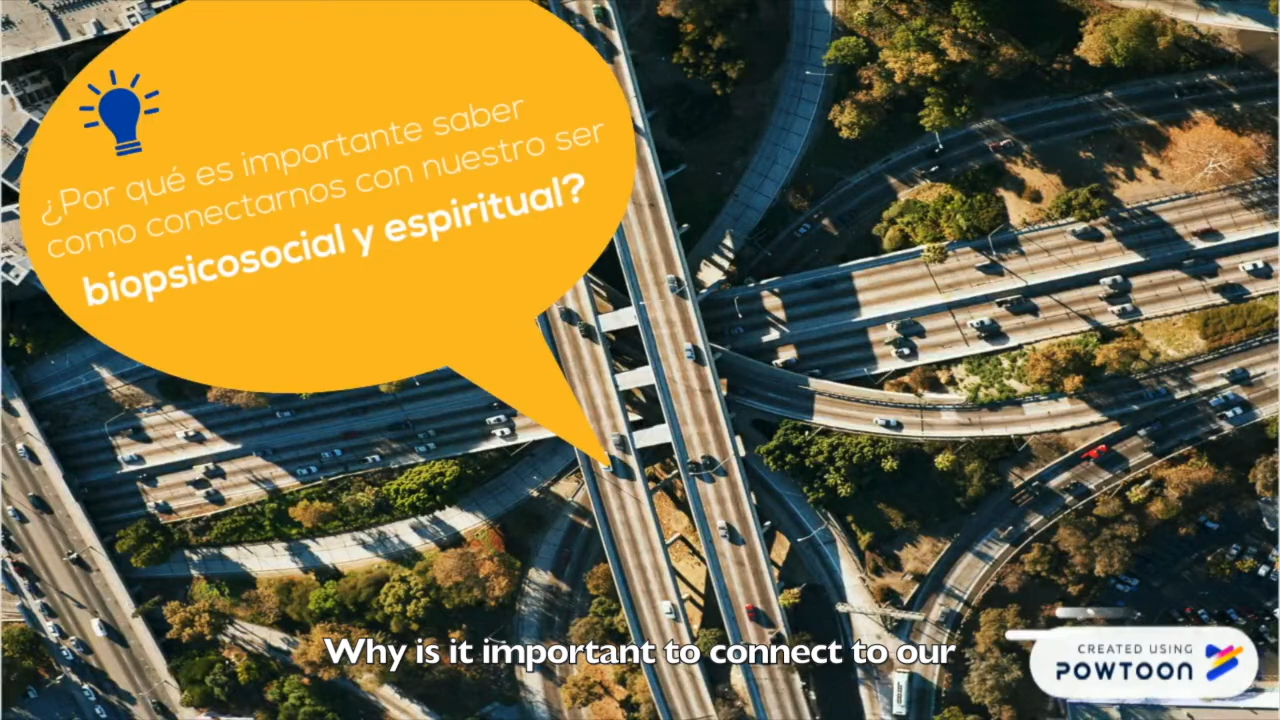 ¿Por qué es importante saber
como conectarnos con nuestro ser
biopsicosocial y espiritual?
Why is it important to connect to our
CREATED USING
POWTOON